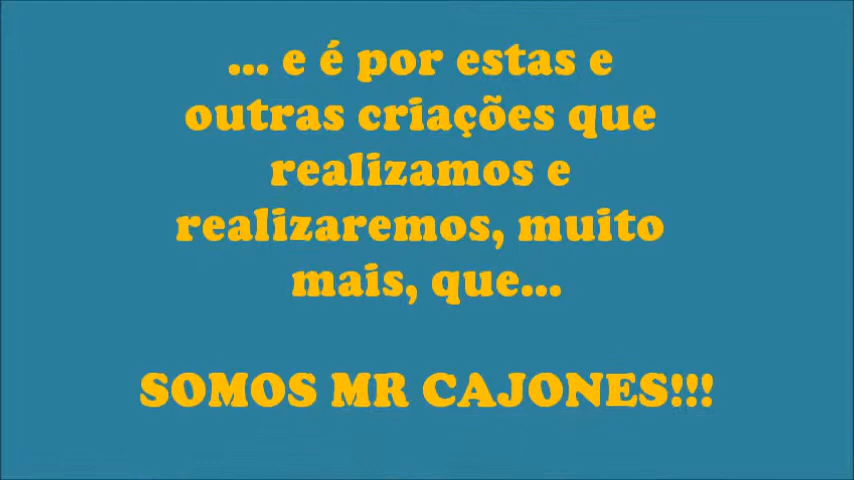 ... e é por estas e
outras criações que
realizamos e
realizaremos, muito
mais, que...
SOMOS MR CAJONES!!!